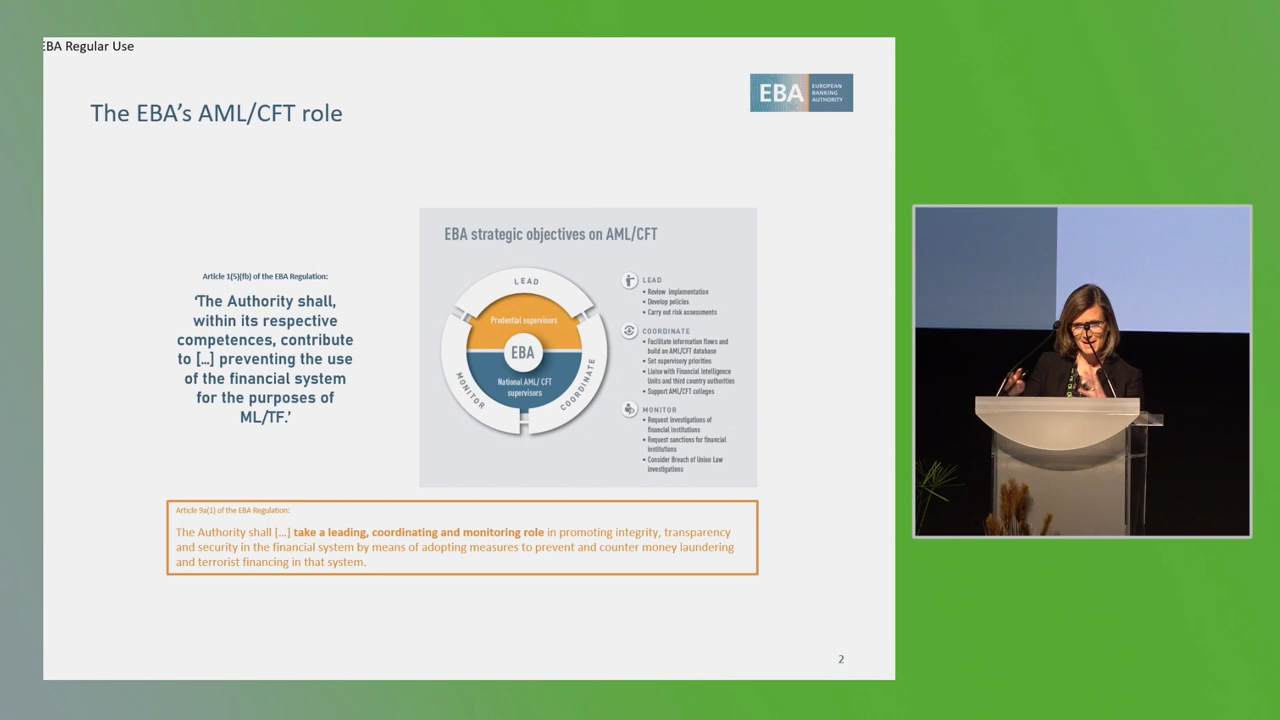 EBA Regular Use
The EBA's AML/CFT role
EBA
EUROPEAN
BANKING
AUTHORITY
Article 1(5)(fb) of the EBA Regulation:
'The Authority shall,
within its respective
competences, contribute
to [...] preventing the use
of the financial system
for the purposes of
ML/TF.'
EBA strategic objectives on AML/CFT
LEAD
Prudential supervisors
EBA
National AML/ CFT
supervisors
MONITOR
COORDINATE
LEAD
• Review implementation
• Develop policies
• Carry out risk assessments
COORDINATE
• Facilitate information flows and
build an AML/CFT database
• Set supervisory priorities
• Liaise with Financial Intelligence
Units and third country authorities
• Support AML/CFT colleges
MONITOR
• Request investigations of
financial institutions
• Request sanctions for financial
institutions
• Consider Breach of Union Law
investigations
Article 9a(1) of the EBA Regulation:
The Authority shall [...] take a leading, coordinating and monitoring role in promoting integrity, transparency
and security in the financial system by means of adopting measures to prevent and counter money laundering
and terrorist financing in that system.
2